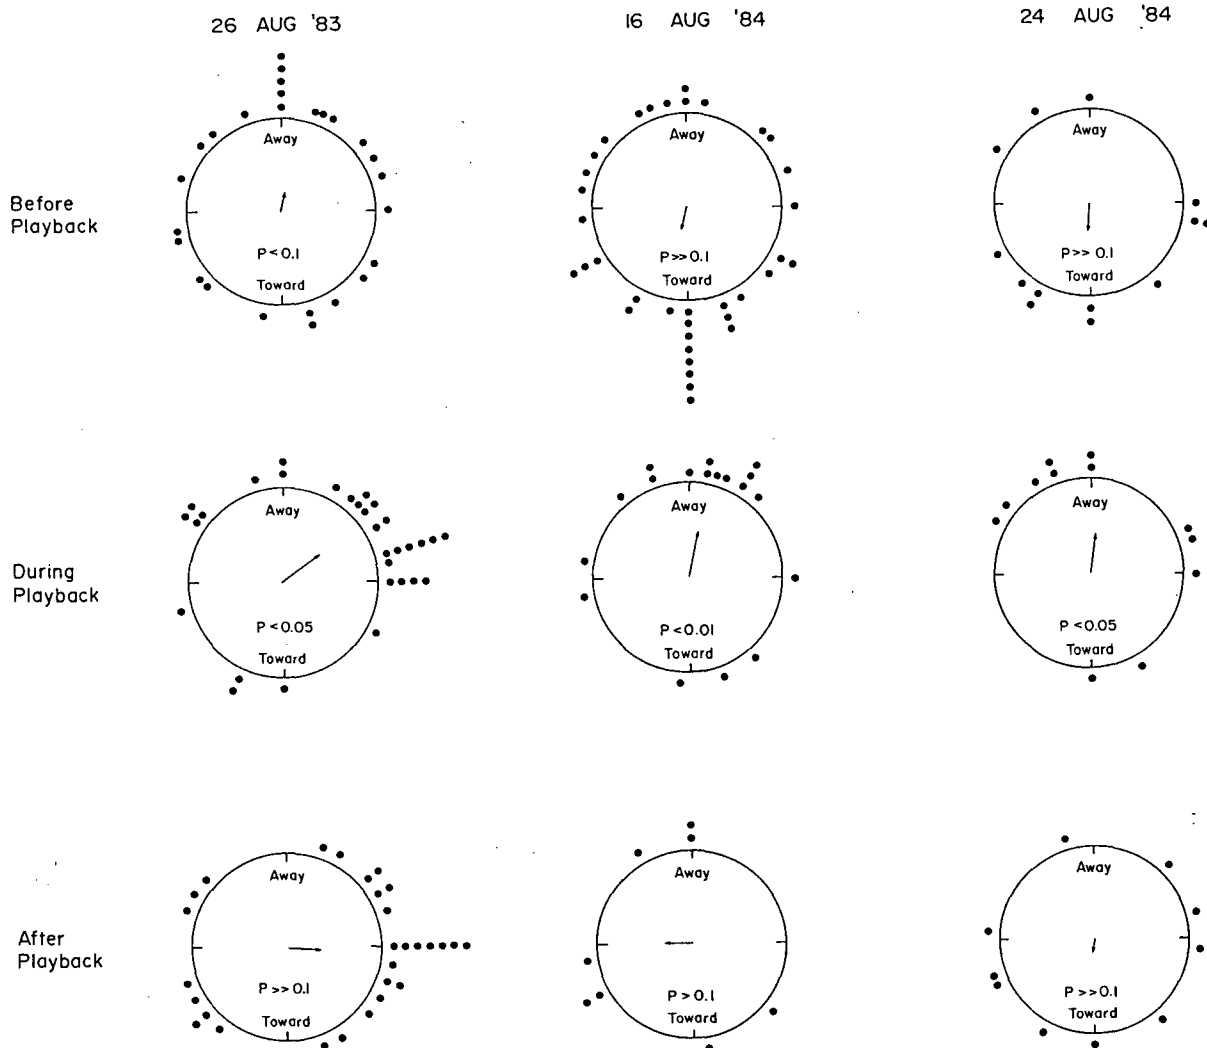 26 AUG '83
16 AUG '84
24 AUG '84
Before
Playback
Away
P<0.1
Toward
Away
P>>0.1
Toward
Away
P>>0.1
Toward
During
Playback
Away
P<0.05
Toward
Away
P<0.01
Toward
Away
P<0.05
Toward
After
Playback
Away
P>>0.1
Toward
Away
P>0.1
Toward
Away
P>>0.1
Toward